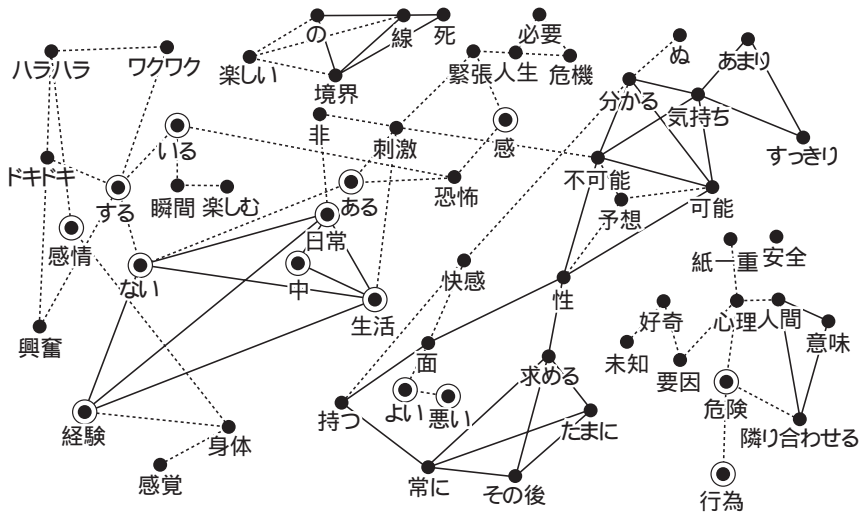 の
線
死
必要
ぬ
あまり
ハラハラ
ワクワク
楽しい
境界
緊張
人生
危機
分かる
気持ち
すっきり
非
刺激
感
いる
ドキドキ
する
瞬間
楽しむ
ある
恐怖
不可能
予想
可能
感情
日常
ない
中
生活
快感
性
紙一重
安全
興奮
面
好奇
心理
人間
意味
未知
要因
求める
危険
経験
身体
持つ
よい
悪い
たまに
隣り合わせる
感覚
常に
その後
行為